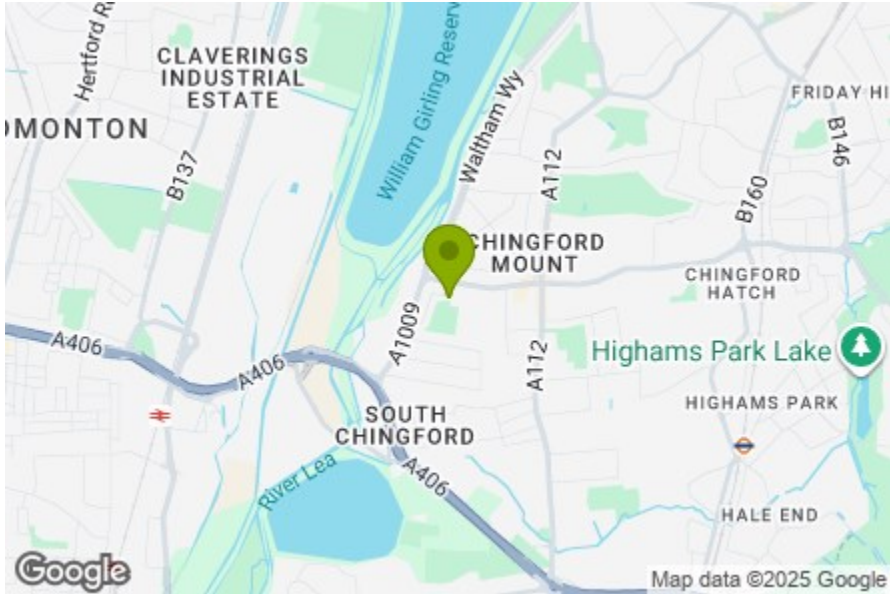 Hertford R
CLAVERINGS
INDUSTRIAL
ESTATE
DMONTON
B137
William Girling Reserv
Waltham Wy
A112
FRIDAY HI
B146
B160
CHINGFORD
MOUNT
CHINGFORD
HATCH
A1009
A406
A406
A112
Highams Park Lake
HIGHAMS PARK
SOUTH
CHINGFORD
River Lea
A406
HALE END
Google
Map data ©2025 Google